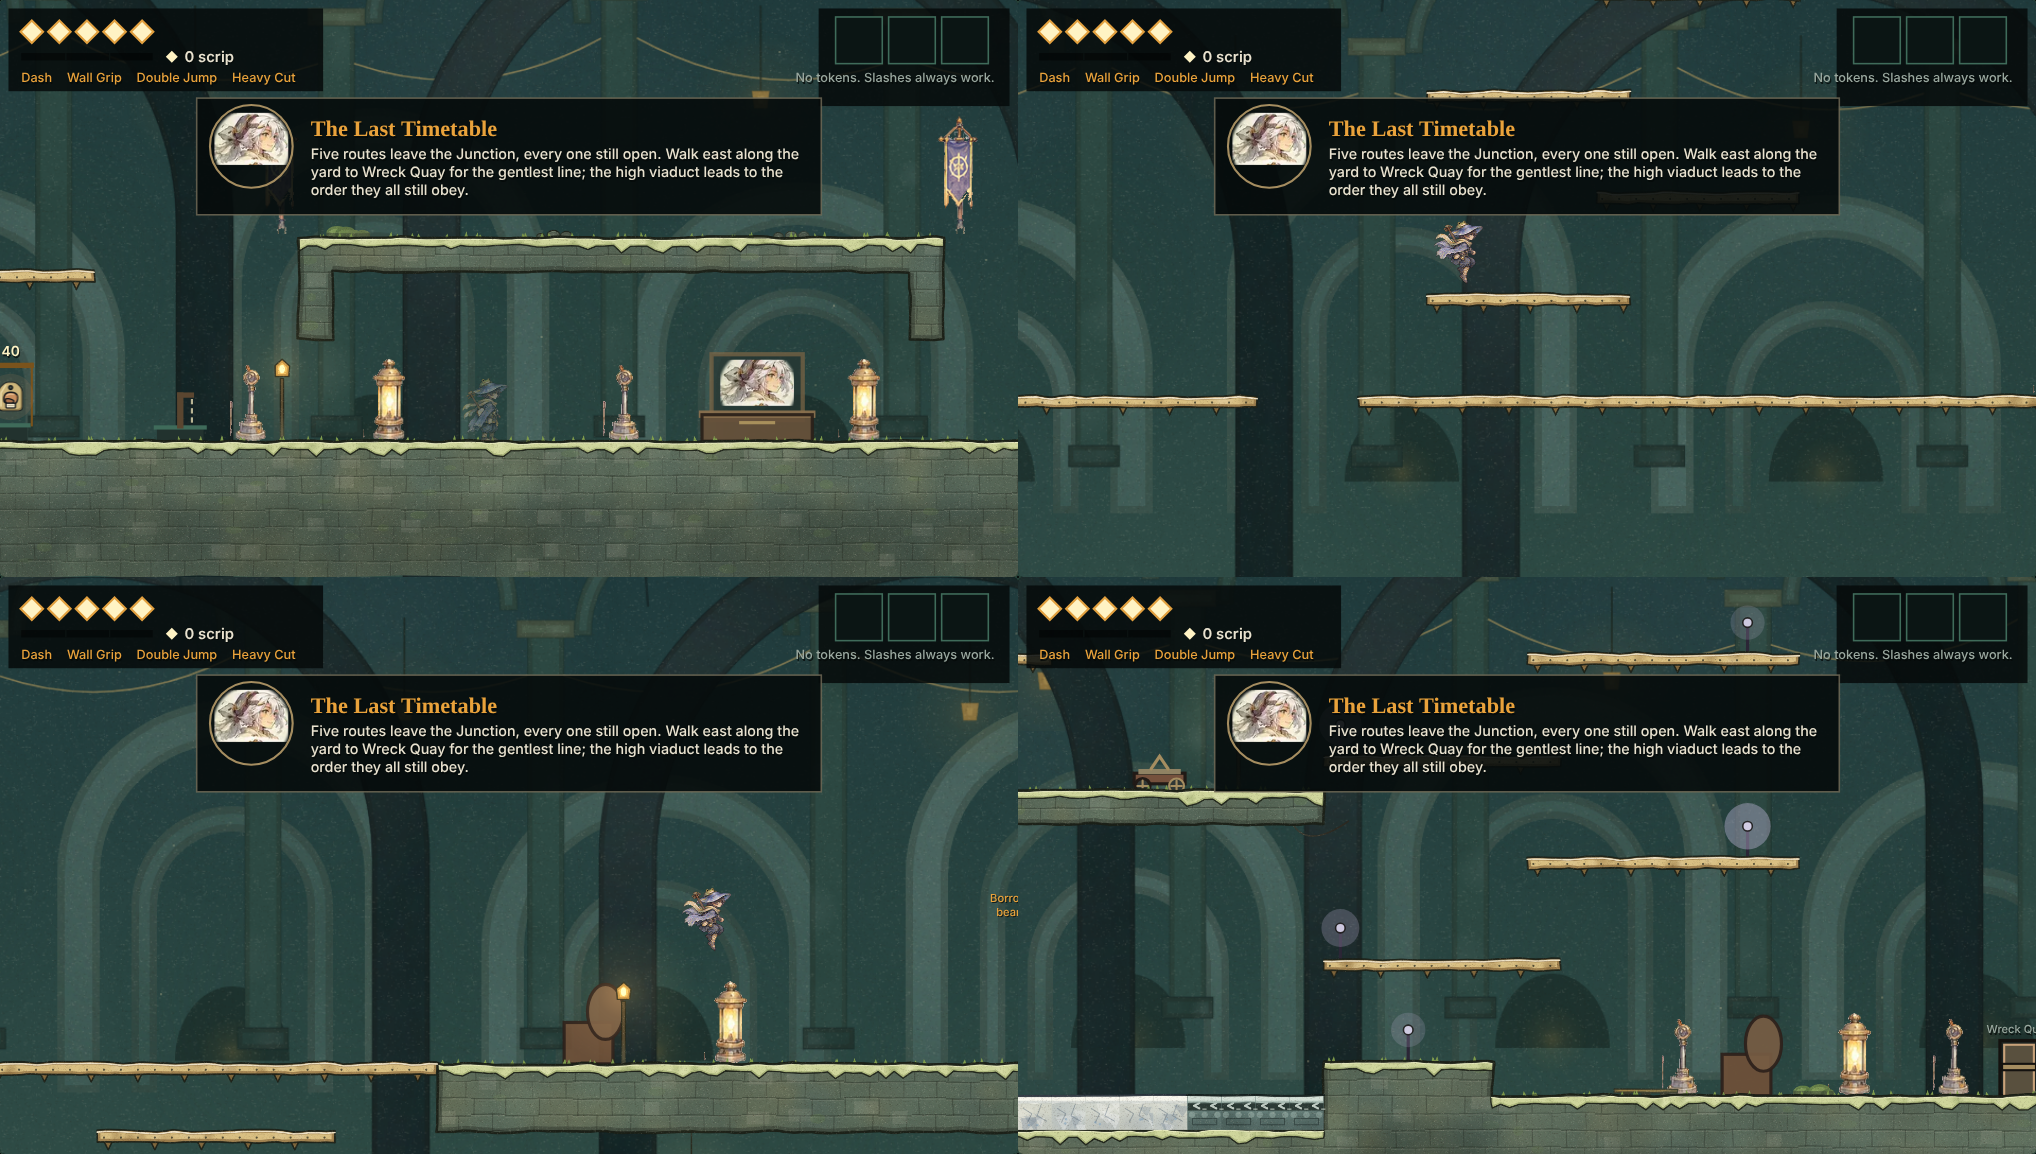 0 scrip
Dash Wall Grip Double Jump Heavy Cut
No tokens. Slashes always work.
The Last Timetable
Five routes leave the Junction, every one still open. Walk east along the
yard to Wreck Quay for the gentlest line; the high viaduct leads to the
order they all still obey.
40
0 scrip
Dash Wall Grip Double Jump Heavy Cut
No tokens. Slashes always work.
The Last Timetable
Five routes leave the Junction, every one still open. Walk east along the
yard to Wreck Quay for the gentlest line; the high viaduct leads to the
order they all still obey.
0 scrip
Dash Wall Grip Double Jump Heavy Cut
No tokens. Slashes always work.
The Last Timetable
Five routes leave the Junction, every one still open. Walk east along the
yard to Wreck Quay for the gentlest line; the high viaduct leads to the
order they all still obey.
0 scrip
Dash Wall Grip Double Jump Heavy Cut
No tokens. Slashes always work.
The Last Timetable
Five routes leave the Junction, every one still open. Walk east along the
yard to Wreck Quay for the gentlest line; the high viaduct leads to the
order they all still obey.
Wreck